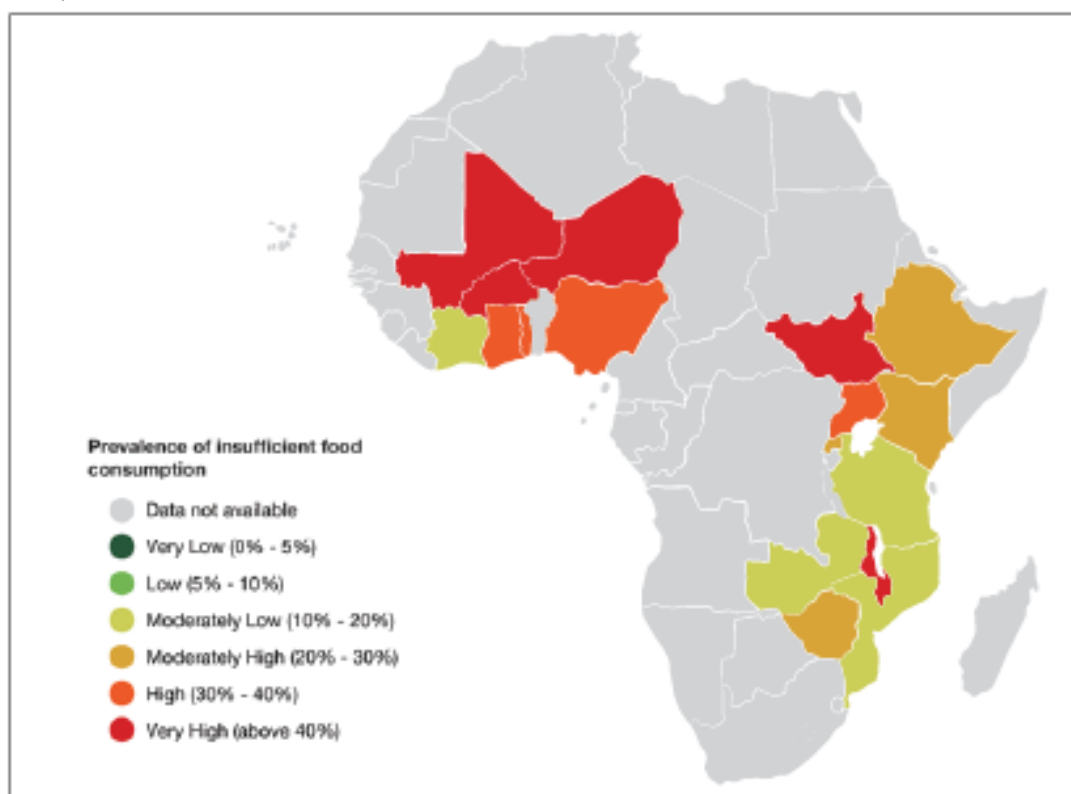 Prevalence of insufficient food
consumption
Data not available
Very Low (0% - 5%)
Low (5% - 10%)
Moderately Low (10% - 20%)
Moderately High (20% - 30%)
High (30% - 40%)
Very High (above 40%)